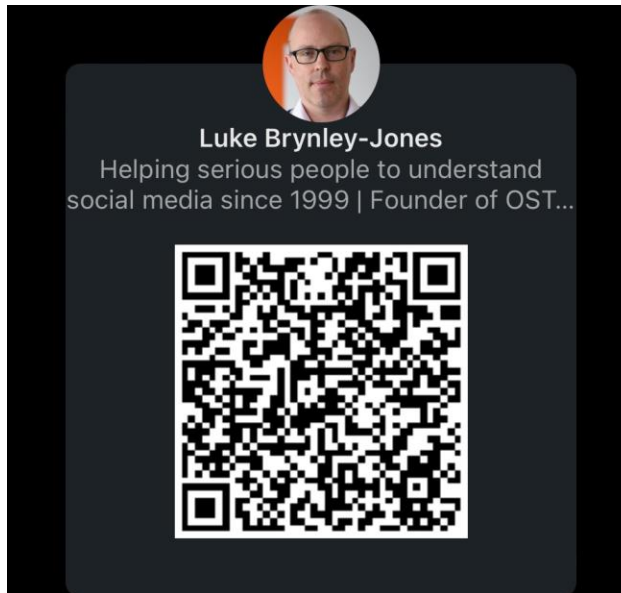 Luke Brynley-Jones
Helping serious people to understand
social media since 1999 | Founder of OST...